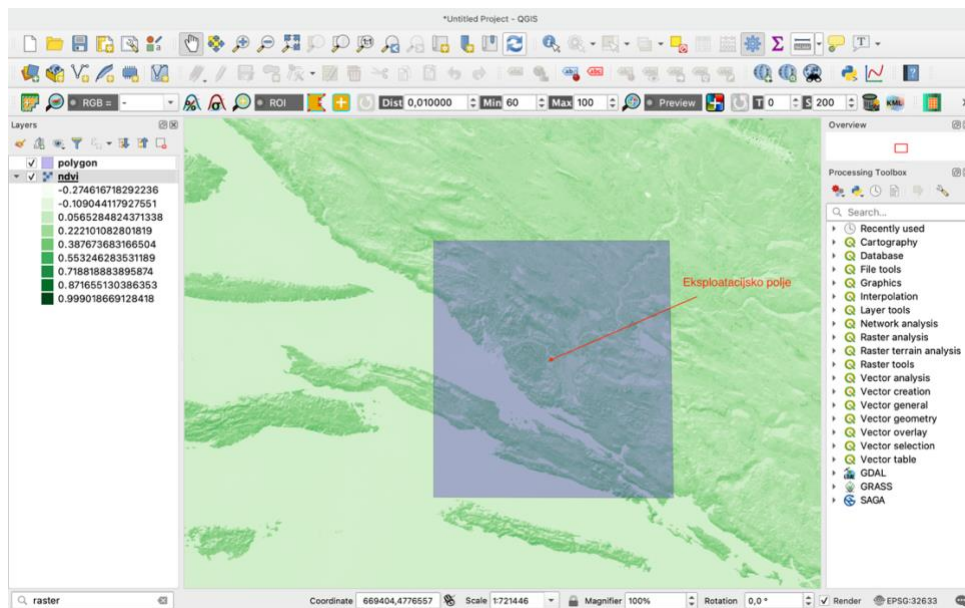 *Untitled Project - QGIS
RGB = -
ROI
Dist 0,010000
Min 60
Max 100
Preview
T 0
S 200
KML
Layers
polygon
ndvi
-0.274616718292236
-0.109044117927551
0.0565284824371338
0.222101082801819
0.387673683166504
0.553246283531189
0.718818883895874
0.871655130386353
0.999018669128418
Eksploatacijsko polje
Overview
Processing Toolbox
Search...
Recently used
Cartography
Database
File tools
Graphics
Interpolation
Layer tools
Network analysis
Raster analysis
Raster terrain analysis
Raster tools
Vector analysis
Vector creation
Vector general
Vector geometry
Vector overlay
Vector selection
Vector table
GDAL
GRASS
SAGA
raster
Coordinate 669404,4776557
Scale 1:721446
Magnifier 100%
Rotation 0,0 °
Render
EPSG:32633